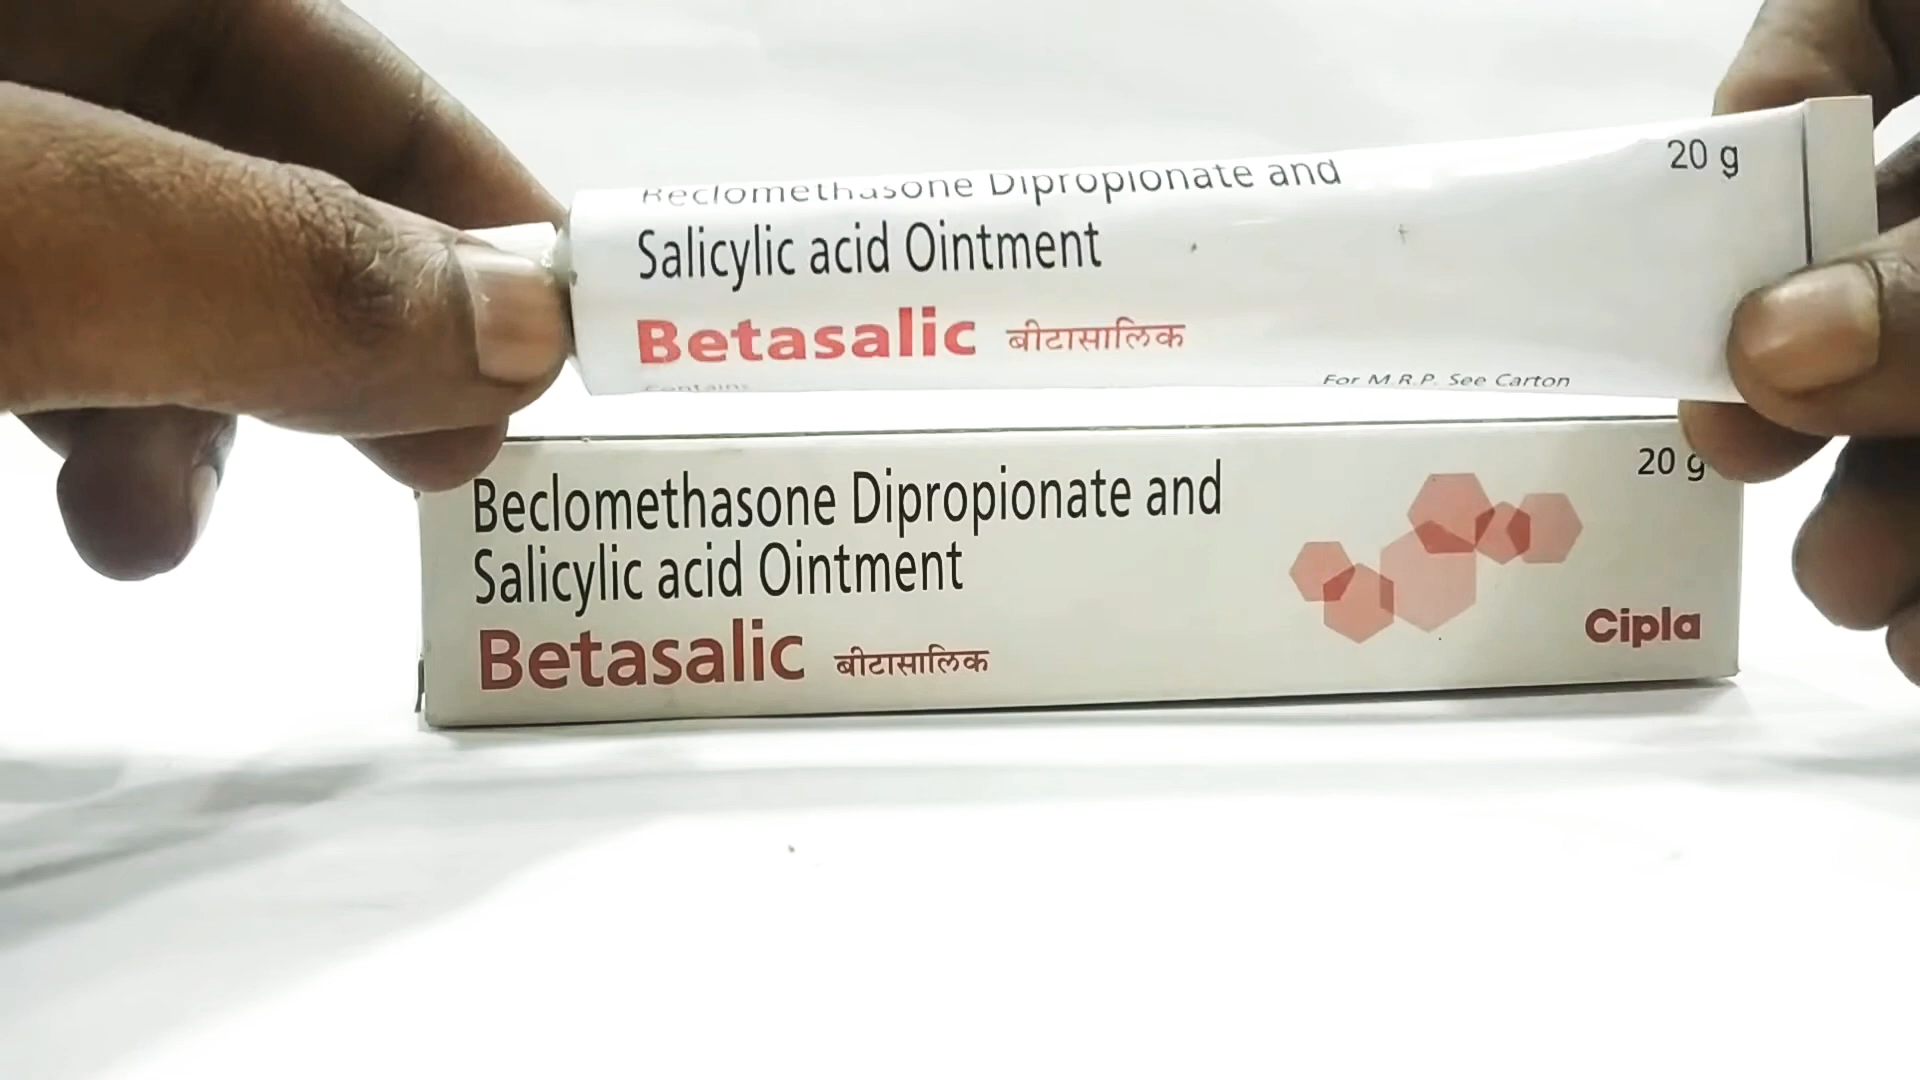 Beclomethasone Dipropionate and
20 g
Salicylic acid Ointment
Betasalic बीटासालिक
Contains
For M.R.P. See Carton
Beclomethasone Dipropionate and
20 g
Salicylic acid Ointment
Betasalic बीटासालिक
Cipla